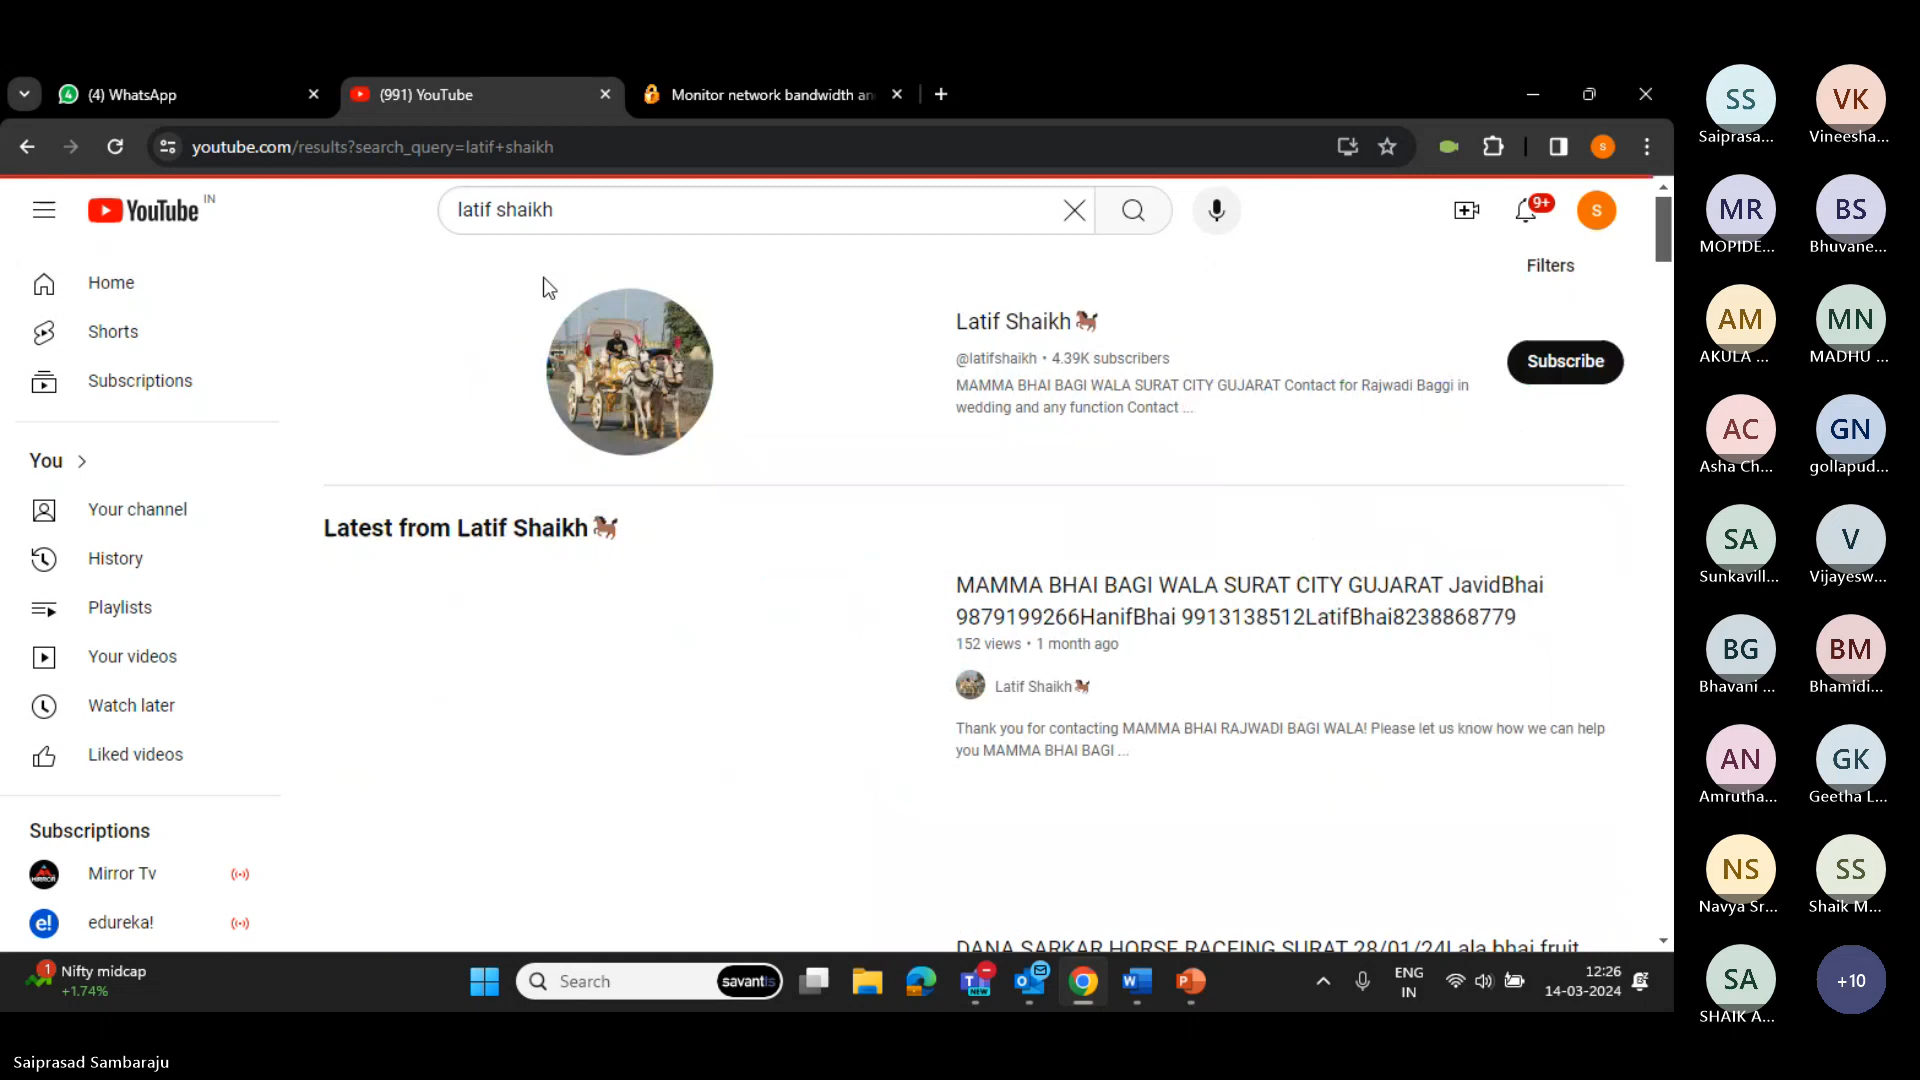 (4) WhatsApp
(991) YouTube
Monitor network bandwidth an
youtube.com/results?search_query=latif+shaikh
S
YouTube IN
latif shaikh
9+
S
Home
Shorts
Subscriptions
You
Your channel
History
Playlists
Your videos
Watch later
Liked videos
Subscriptions
Mirror Tv
e!
edureka!
Filters
Latif Shaikh
@latifshaikh • 4.39K subscribers
MAMMA BHAI BAGI WALA SURAT CITY GUJARAT Contact for Rajwadi Baggi in
wedding and any function Contact ...
Subscribe
Latest from Latif Shaikh
MAMMA BHAI BAGI WALA SURAT CITY GUJARAT JavidBhai
9879199266HanifBhai 9913138512LatifBhai8238868779
152 views • 1 month ago
Latif Shaikh
Thank you for contacting MAMMA BHAI RAJWADI BAGI WALA! Please let us know how we can help
you MAMMA BHAI BAGI ...
DANA SARKAR HORSE RACEING SURAT 28/01/24Lala bhai fruit
1
Nifty midcap
+1.74%
Search
savantis
NEW
ENG
IN
12:26
14-03-2024
SS
Saiprasa...
VK
Vineesha...
MR
MOPIDE...
BS
Bhuvane...
AM
AKULA ...
MN
MADHU ...
AC
Asha Ch...
GN
gollapud...
SA
Sunkavill...
V
Vijayesw...
BG
Bhavani ...
BM
Bhamidi...
AN
Amrutha...
GK
Geetha L...
NS
Navya Sr...
SS
Shaik M...
SA
SHAIK A...
+10
Saiprasad Sambaraju